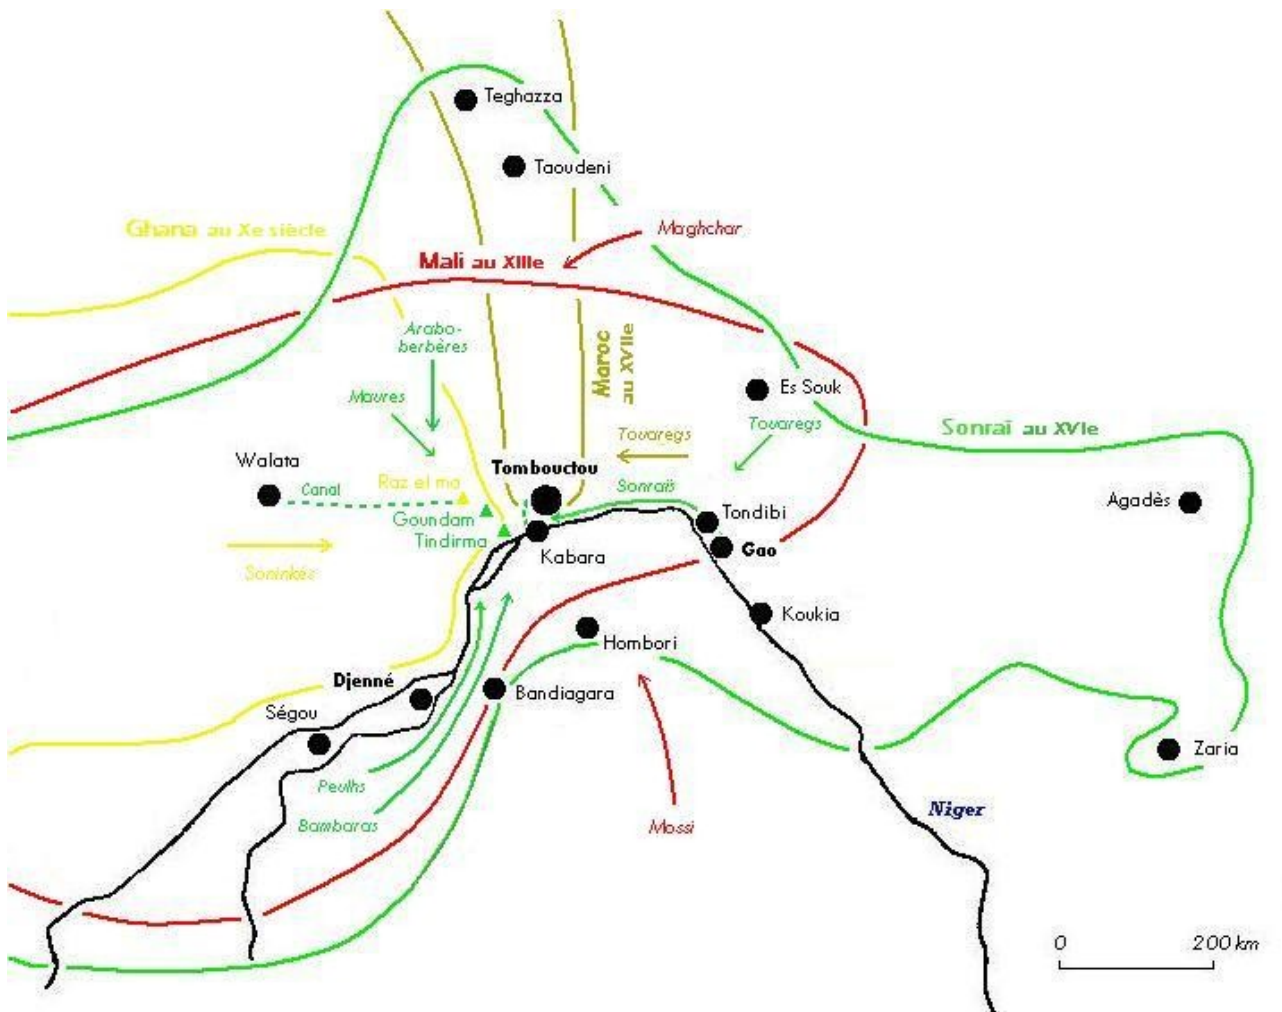 Teghazza
Taoudeni
Ghana au Xe siècle
Maghchar
Mali au XIIIe
Arabo-
berbères
Maroc
au XVIIe
Es Souk
Maures
Touaregs
Touaregs
Sonraï au XVIe
Walata
Tombouctou
Raz el ma
Canal
Sonraïs
Agadès
Goundam
Tondibi
Tindirma
Kabara
Gao
Soninkés
Koukia
Hombori
Djenné
Bandiagara
Ségou
Zaria
Peulhs
Bambaras
Mossi
Niger
0 200 km